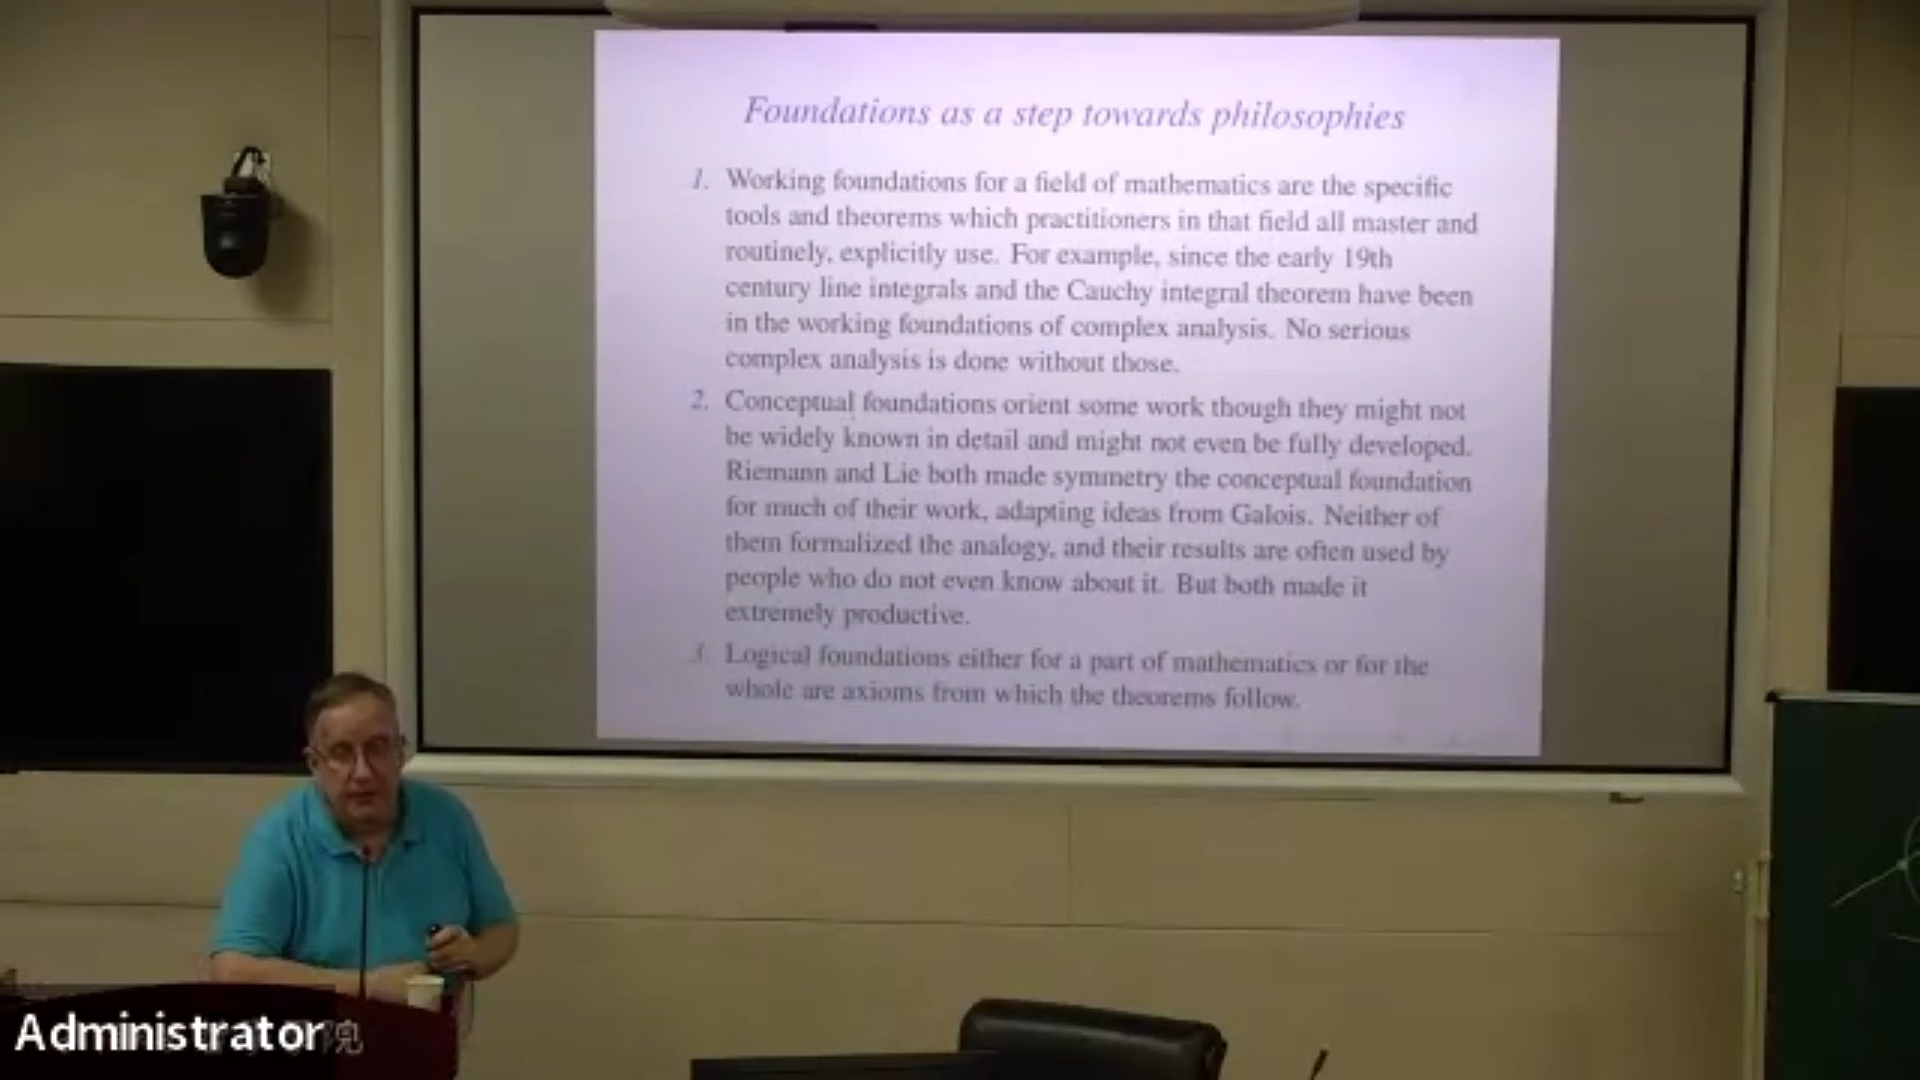 Foundations as a step towards philosophies
1. Working foundations for a field of mathematics are the specific
tools and theorems which practitioners in that field all master and
routinely, explicitly use. For example, since the early 19th
century line integrals and the Cauchy integral theorem have been
in the working foundations of complex analysis. No serious
complex analysis is done without those.
2. Conceptual foundations orient some work though they might not
be widely known in detail and might not even be fully developed.
Riemann and Lie both made symmetry the conceptual foundation
for much of their work, adapting ideas from Galois. Neither of
them formalized the analogy, and their results are often used by
people who do not even know about it. But both made it
extremely productive.
3. Logical foundations either for a part of mathematics or for the
whole are axioms from which the theorems follow.
Administrator
院